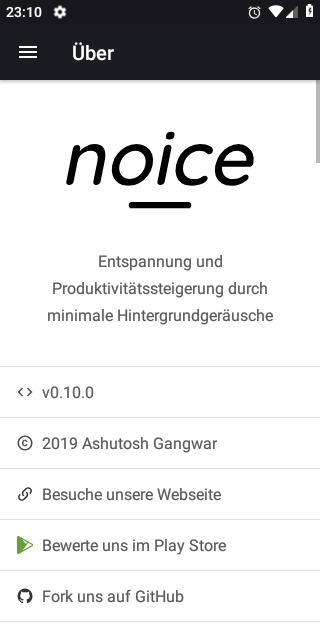 23:10
Über
noice
Entspannung und
Produktivitätssteigerung durch
minimale Hintergrundgeräusche
v0.10.0
2019 Ashutosh Gangwar
Besuche unsere Webseite
Bewerte uns im Play Store
Fork uns auf GitHub